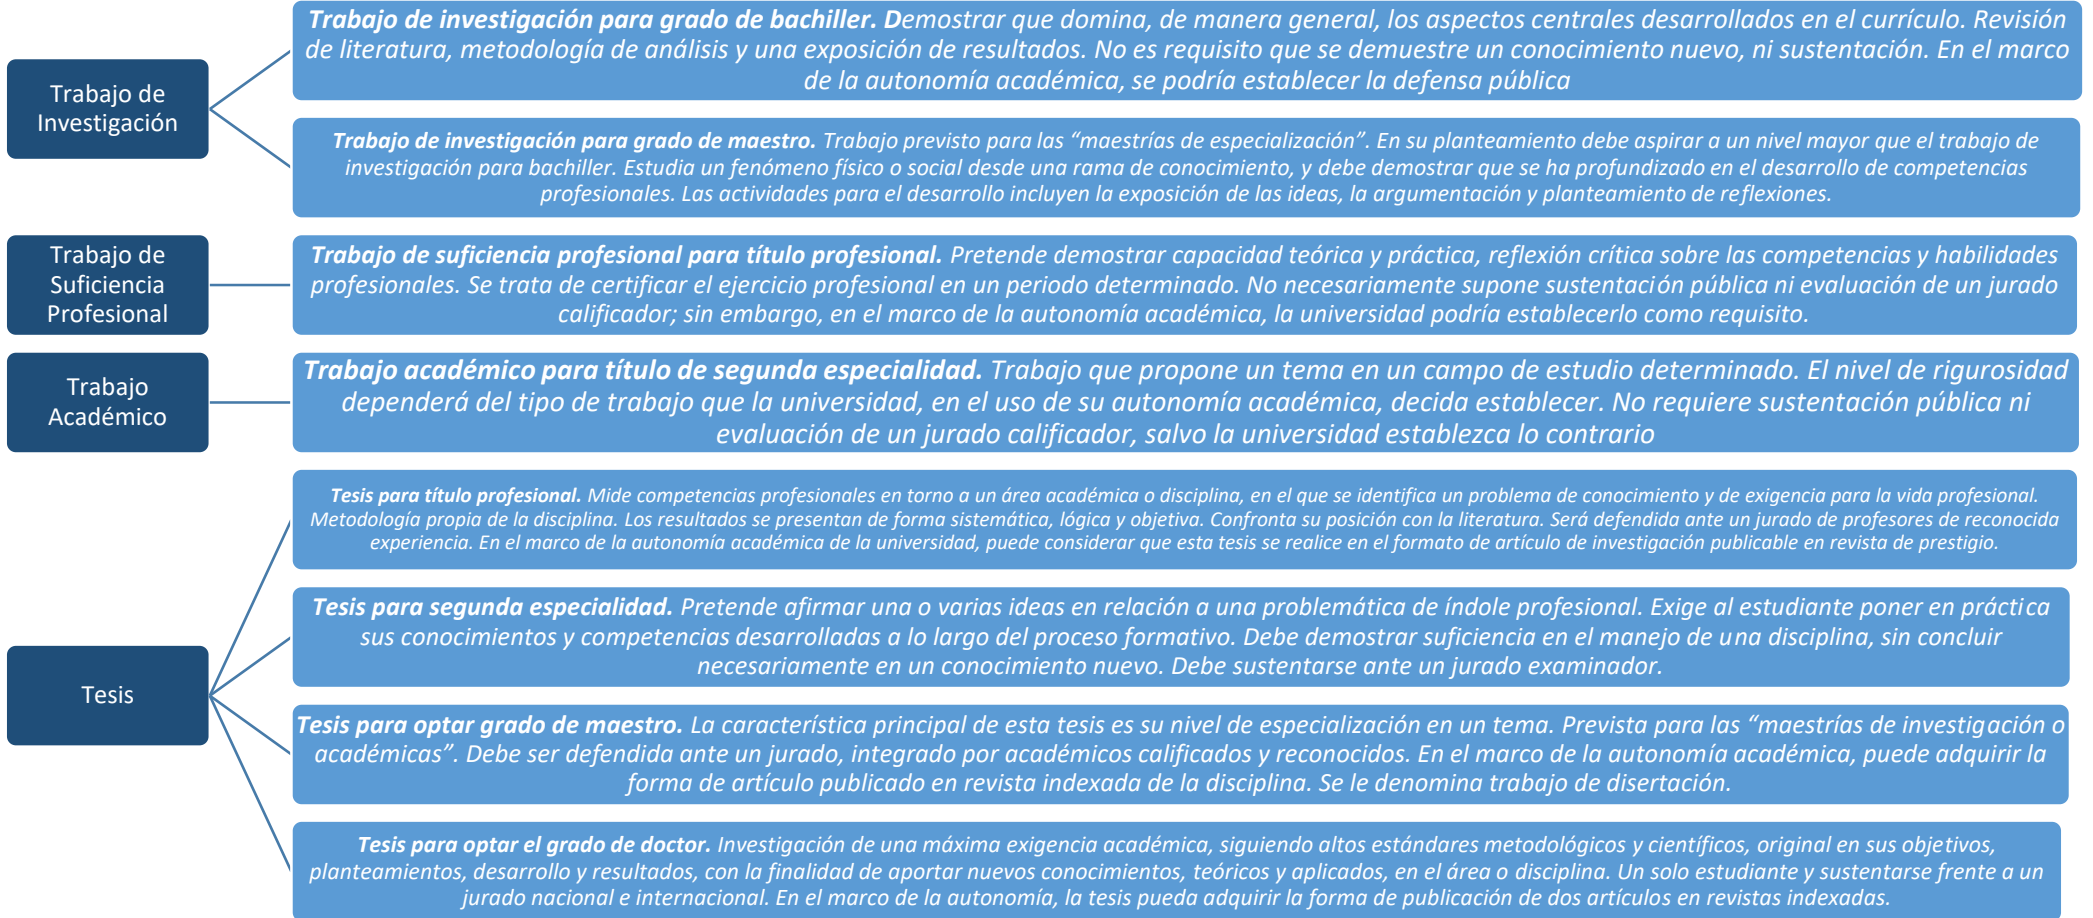 Trabajo de
Investigación
Trabajo de investigación para grado de bachiller. Demostrar que domina, de manera general, los aspectos centrales desarrollados en el currículo. Revisión
de literatura, metodología de análisis y una exposición de resultados. No es requisito que se demuestre un conocimiento nuevo, ni sustentación. En el marco
de la autonomía académica, se podría establecer la defensa pública
Trabajo de investigación para grado de maestro. Trabajo previsto para las “maestrías de especialización”. En su planteamiento debe aspirar a un nivel mayor que el trabajo de
investigación para bachiller. Estudia un fenómeno físico o social desde una rama de conocimiento, y debe demostrar que se ha profundizado en el desarrollo de competencias
profesionales. Las actividades para el desarrollo incluyen la exposición de las ideas, la argumentación y planteamiento de reflexiones.
Trabajo de
Suficiencia
Profesional
Trabajo de suficiencia profesional para título profesional. Pretende demostrar capacidad teórica y práctica, reflexión crítica sobre las competencias y habilidades
profesionales. Se trata de certificar el ejercicio profesional en un periodo determinado. No necesariamente supone sustentación pública ni evaluación de un jurado
calificador; sin embargo, en el marco de la autonomía académica, la universidad podría establecerlo como requisito.
Trabajo
Académico
Trabajo académico para título de segunda especialidad. Trabajo que propone un tema en un campo de estudio determinado. El nivel de rigurosidad
dependerá del tipo de trabajo que la universidad, en el uso de su autonomía académica, decida establecer. No requiere sustentación pública ni
evaluación de un jurado calificador, salvo la universidad establezca lo contrario
Tesis
Tesis para título profesional. Mide competencias profesionales en torno a un área académica o disciplina, en el que se identifica un problema de conocimiento y de exigencia para la vida profesional.
Metodología propia de la disciplina. Los resultados se presentan de forma sistemática, lógica y objetiva. Confronta su posición con la literatura. Será defendida ante un jurado de profesores de reconocida
experiencia. En el marco de la autonomía académica de la universidad, puede considerar que esta tesis se realice en el formato de artículo de investigación publicable en revista de prestigio.
Tesis para segunda especialidad. Pretende afirmar una o varias ideas en relación a una problemática de índole profesional. Exige al estudiante poner en práctica
sus conocimientos y competencias desarrolladas a lo largo del proceso formativo. Debe demostrar suficiencia en el manejo de una disciplina, sin concluir
necesariamente en un conocimiento nuevo. Debe sustentarse ante un jurado examinador.
Tesis para optar grado de maestro. La característica principal de esta tesis es su nivel de especialización en un tema. Prevista para las “maestrías de investigación o
académicas”. Debe ser defendida ante un jurado, integrado por académicos calificados y reconocidos. En el marco de la autonomía académica, puede adquirir la
forma de artículo publicado en revista indexada de la disciplina. Se le denomina trabajo de disertación.
Tesis para optar el grado de doctor. Investigación de una máxima exigencia académica, siguiendo altos estándares metodológicos y científicos, original en sus objetivos,
planteamientos, desarrollo y resultados, con la finalidad de aportar nuevos conocimientos, teóricos y aplicados, en el área o disciplina. Un solo estudiante y sustentarse frente a un
jurado nacional e internacional. En el marco de la autonomía, la tesis pueda adquirir la forma de publicación de dos artículos en revistas indexadas.